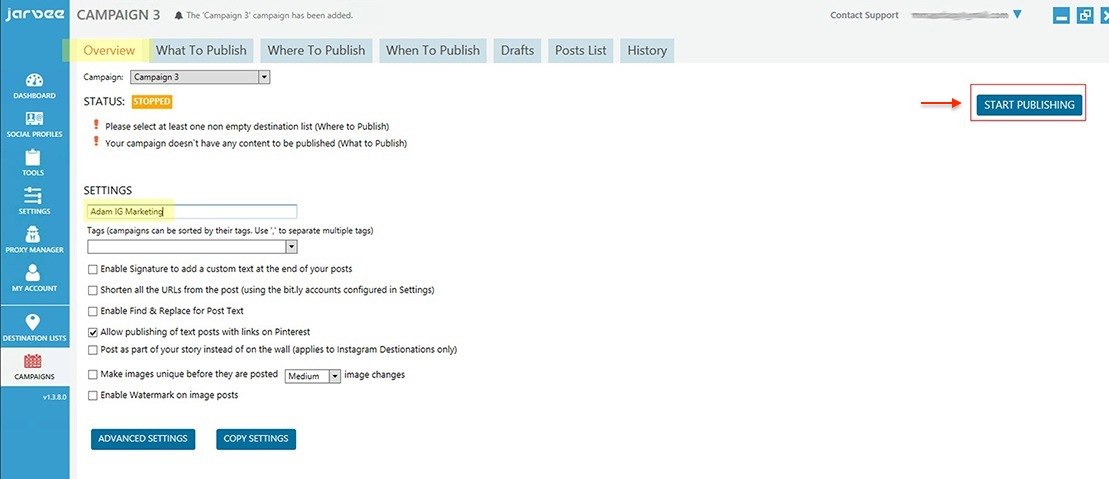 jarvee
CAMPAIGN 3
The 'Campaign 3' campaign has been added.
Contact Support
Overview
What To Publish
Where To Publish
When To Publish
Drafts
Posts List
History
Campaign:
Campaign 3
STATUS:
STOPPED
START PUBLISHING
Please select at least one non empty destination list (Where to Publish)
Your campaign doesn`t have any content to be published (What to Publish)
SETTINGS
Adam IG Marketing
Tags (campaigns can be sorted by their tags. Use ',' to separate multiple tags)
Enable Signature to add a custom text at the end of your posts
Shorten all the URLs from the post (using the bit.ly accounts configured in Settings)
Enable Find & Replace for Post Text
Allow publishing of text posts with links on Pinterest
Post as part of your story instead of on the wall (applies to Instagram Destionations only)
Make images unique before they are posted
Medium
image changes
Enable Watermark on image posts
ADVANCED SETTINGS
COPY SETTINGS
DASHBOARD
SOCIAL PROFILES
TOOLS
SETTINGS
PROXY MANAGER
MY ACCOUNT
DESTINATION LISTS
CAMPAIGNS
v1.3.8.0